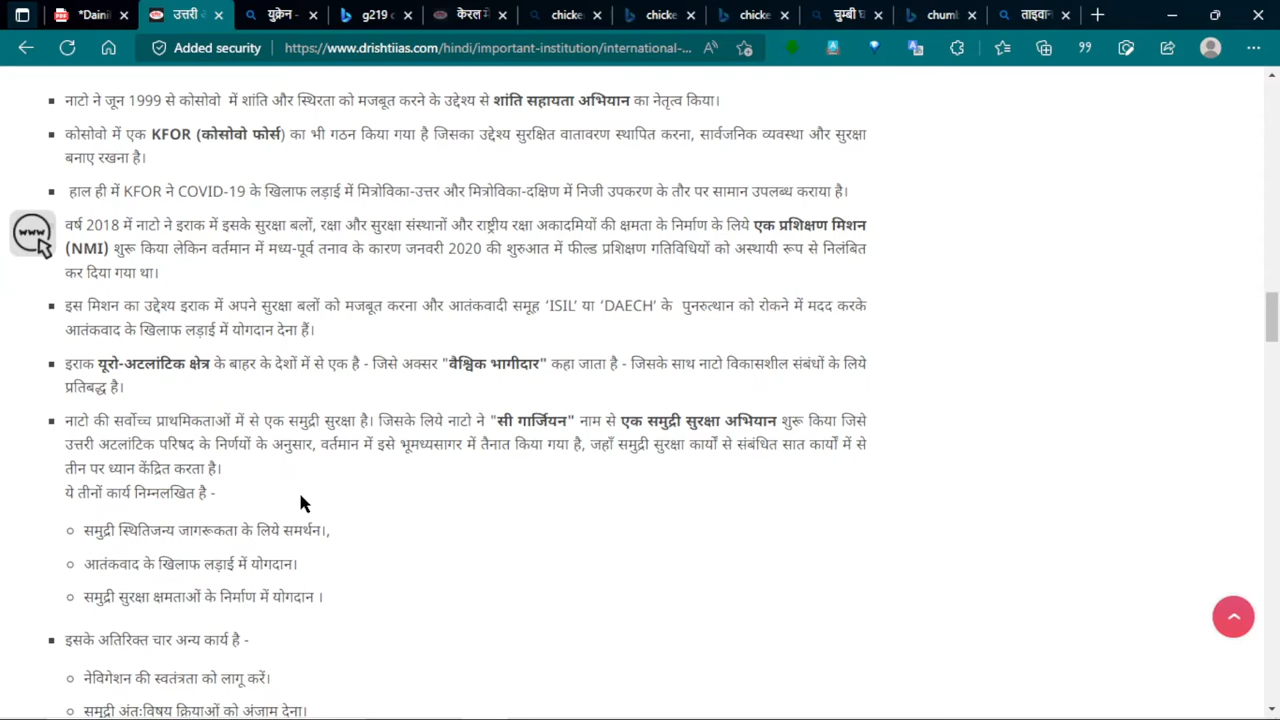 *Daini
उत्तरी
युक्रेन -
g219 c
केरल में
chicke
chicke
chicke
चुम्बी घ
chuml
ताइवान
Added security
https://www.drishtiias.com/hindi/important-institution/international-...
नाटो ने जून 1999 से कोसोवो में शांति और स्थिरता को मजबूत करने के उद्देश्य से शांति सहायता अभियान का नेतृत्व किया।
कोसोवो में एक KFOR (कोसोवो फोर्स) का भी गठन किया गया है जिसका उद्देश्य सुरक्षित वातावरण स्थापित करना, सार्वजनिक व्यवस्था और सुरक्षा
बनाए रखना है।
हाल ही में KFOR ने COVID-19 के खिलाफ लड़ाई में मित्रोविका-उत्तर और मित्रोविका-दक्षिण में निजी उपकरण के तौर पर सामान उपलब्ध कराया है।
www
वर्ष 2018 में नाटो ने इराक में इसके सुरक्षा बलों, रक्षा और सुरक्षा संस्थानों और राष्ट्रीय रक्षा अकादमियों की क्षमता के निर्माण के लिये एक प्रशिक्षण मिशन
(NMI) शुरू किया लेकिन वर्तमान में मध्य-पूर्व तनाव के कारण जनवरी 2020 की शुरुआत में फील्ड प्रशिक्षण गतिविधियों को अस्थायी रूप से निलंबित
कर दिया गया था।
इस मिशन का उद्देश्य इराक में अपने सुरक्षा बलों को मजबूत करना और आतंकवादी समूह ‘ISIL’ या ‘DAECH’ के पुनरुत्थान को रोकने में मदद करके
आतंकवाद के खिलाफ लड़ाई में योगदान देना हैं।
इराक यूरो-अटलांटिक क्षेत्र के बाहर के देशों में से एक है - जिसे अक्सर "वैश्विक भागीदार" कहा जाता है - जिसके साथ नाटो विकासशील संबंधों के लिये
प्रतिबद्ध है।
नाटो की सर्वोच्च प्राथमिकताओं में से एक समुद्री सुरक्षा है। जिसके लिये नाटो ने "सी गार्जियन" नाम से एक समुद्री सुरक्षा अभियान शुरू किया जिसे
उत्तरी अटलांटिक परिषद के निर्णयों के अनुसार, वर्तमान में इसे भूमध्यसागर में तैनात किया गया है, जहाँ समुद्री सुरक्षा कार्यों से संबंधित सात कार्यों में से
तीन पर ध्यान केंद्रित करता है।
ये तीनों कार्य निम्नलखित है -
समुद्री स्थितिजन्य जागरूकता के लिये समर्थन।,
आतंकवाद के खिलाफ लड़ाई में योगदान।
समुद्री सुरक्षा क्षमताओं के निर्माण में योगदान ।
इसके अतिरिक्त चार अन्य कार्य है -
नेविगेशन की स्वतंत्रता को लागू करें।
समुद्री अंतःविषय क्रियाओं को अंजाम देना।